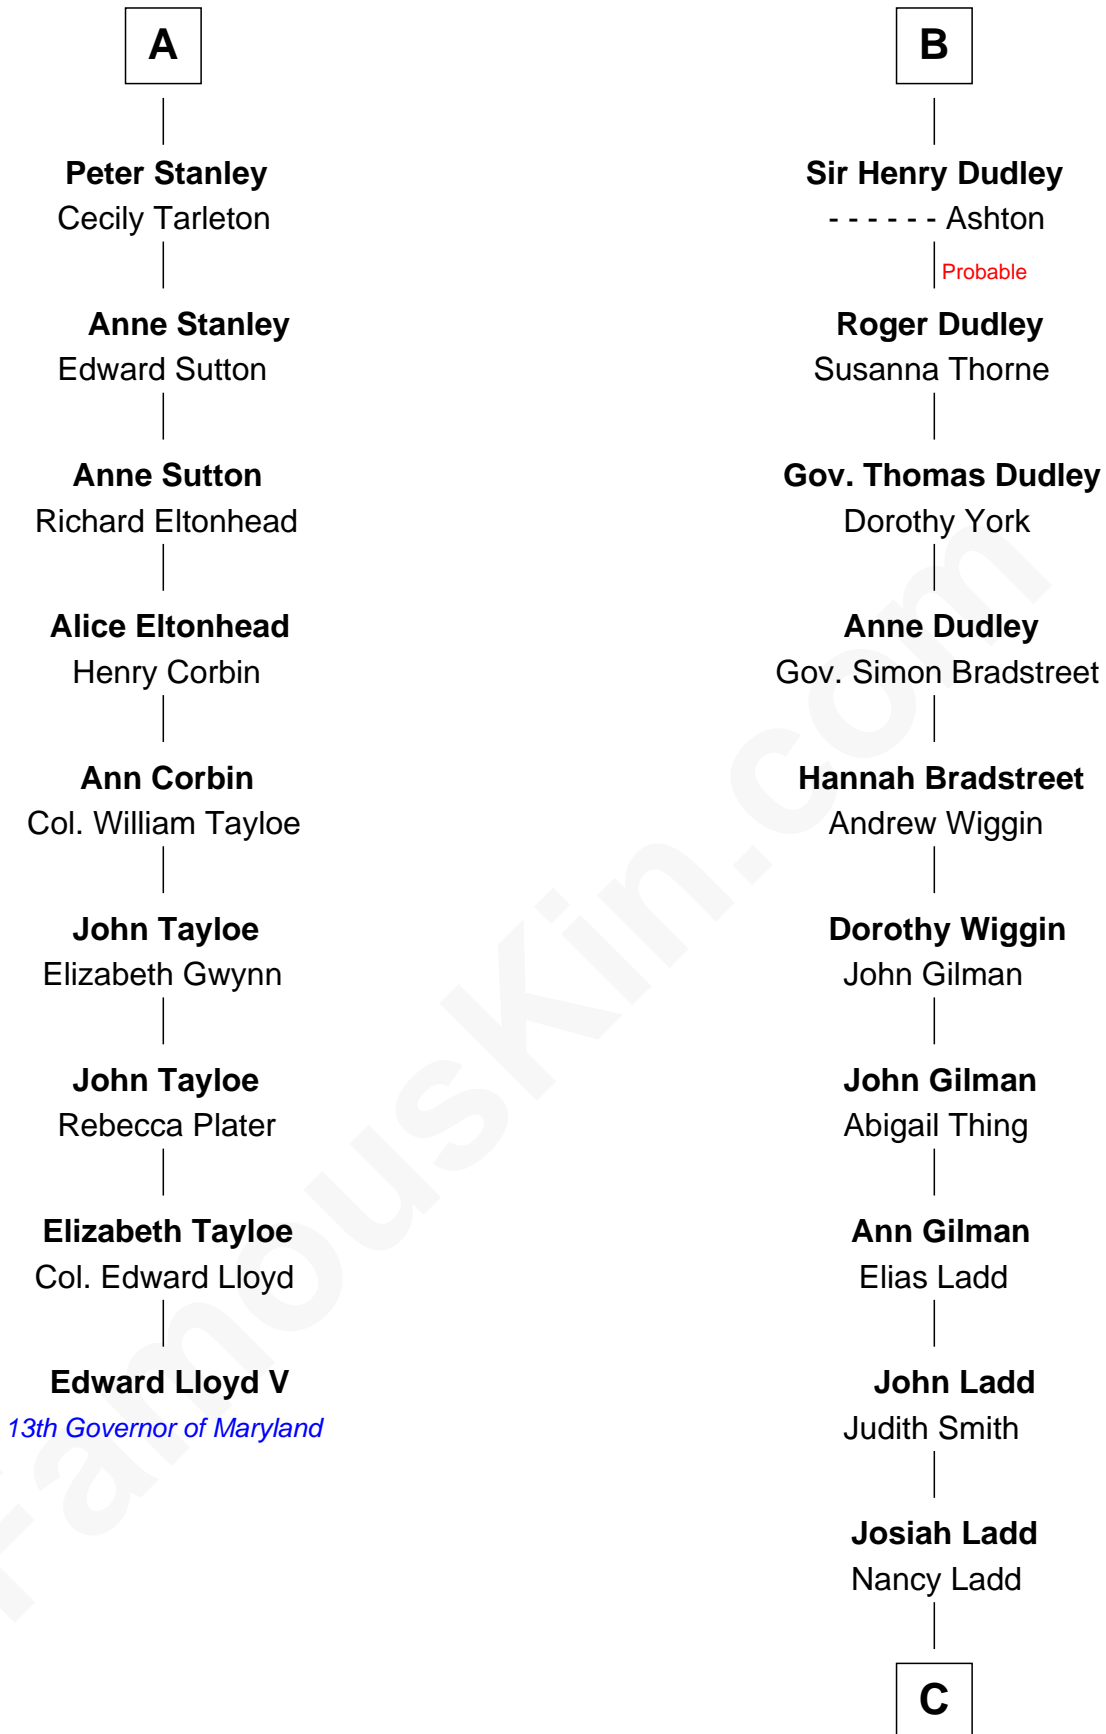 A
Peter Stanley
Cecily Tarleton
Anne Stanley
Edward Sutton
Anne Sutton
Richard Eltonhead
Alice Eltonhead
Henry Corbin
Ann Corbin
Col. William Tayloe
John Tayloe
Elizabeth Gwynn
John Tayloe
Rebecca Plater
Elizabeth Tayloe
Col. Edward Lloyd
Edward Lloyd V
13th Governor of Maryland
B
Sir Henry Dudley
- - - - - - Ashton
Probable
Roger Dudley
Susanna Thorne
Gov. Thomas Dudley
Dorothy York
Anne Dudley
Gov. Simon Bradstreet
Hannah Bradstreet
Andrew Wiggin
Dorothy Wiggin
John Gilman
John Gilman
Abigail Thing
Ann Gilman
Elias Ladd
John Ladd
Judith Smith
Josiah Ladd
Nancy Ladd
C
FamousKin.com